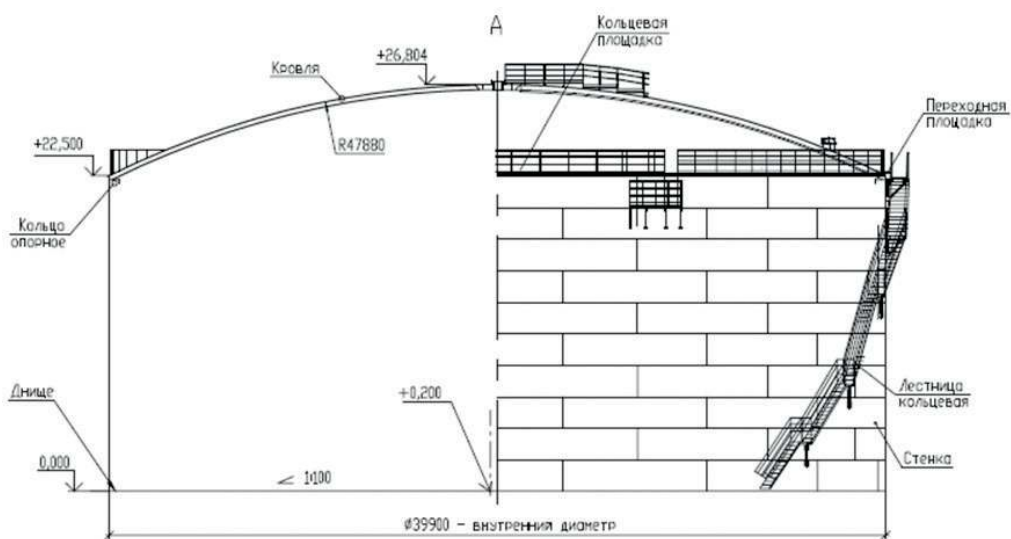 А
Кольцевая
площадка
+26,804
Кровля
Переходная
площадка
R47880
+22,500
Кольцо
опорное
Днище
+0,200
Лестница
кольцевая
0,000
1:100
Стенка
Ø39900 - внутренний диаметр